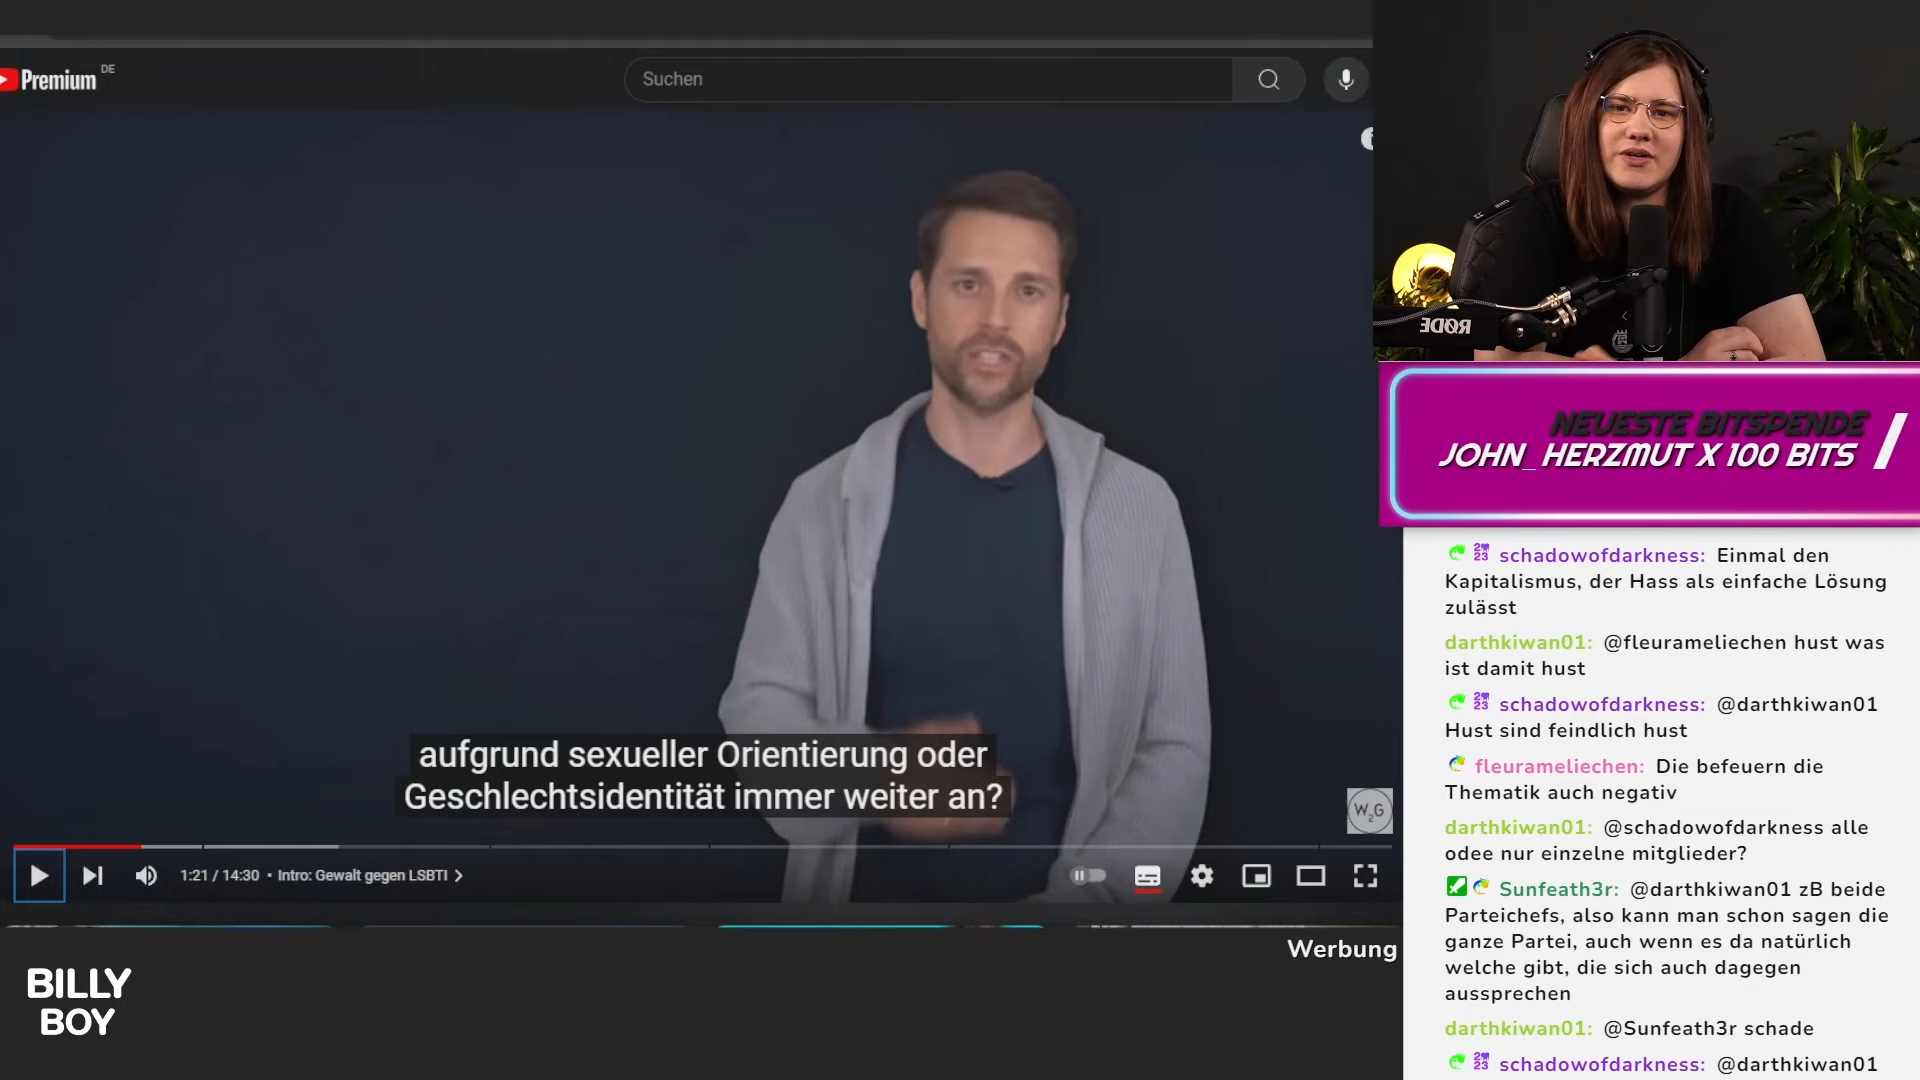 Premium DE
Suchen
RØDE
NEUESTE BITSPENDE
JOHN_HERZMUT X 100 BITS
schadowofdarkness: Einmal den
Kapitalismus, der Hass als einfache Lösung
zulässt
darthkiwan01: @fleurameliechen hust was
ist damit hust
schadowofdarkness: @darthkiwan01
Hust sind feindlich hust
fleurameliechen: Die befeuern die
Thematik auch negativ
darthkiwan01: @schadowofdarkness alle
odee nur einzelne mitglieder?
Sunfeath3r: @darthkiwan01 zB beide
Parteichefs, also kann man schon sagen die
ganze Partei, auch wenn es da natürlich
welche gibt, die sich auch dagegen
aussprechen
darthkiwan01: @Sunfeath3r schade
schadowofdarkness: @darthkiwan01
aufgrund sexueller Orientierung oder
Geschlechtsidentität immer weiter an?
W2G
1:21 / 14:30 • Intro: Gewalt gegen LSBTI
Werbung
BILLY
BOY